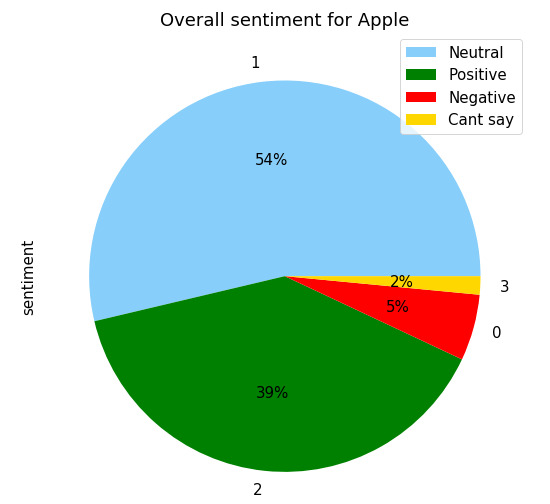 Overall sentiment for Apple
1
Neutral
Positive
Negative
Cant say
54%
sentiment
2%
3
5%
0
39%
2